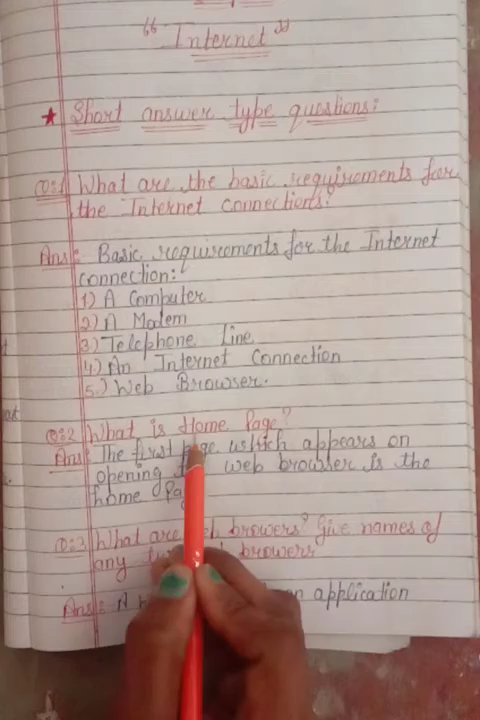 " Internet "
★ Short answer type questions:
Q:1 What are the basic requirements for
the Internet connections?
Ans: Basic requirements for the Internet
connection:
1) A Computer
2) A Modem
3) Telephone line
4) An Internet Connection
5.) Web Browser.
Q:2 What is Home Page?
Ans: The first page which appears on
opening web browser is the
home
Q:3 What are browers? Give names of
any browers
Ans: application